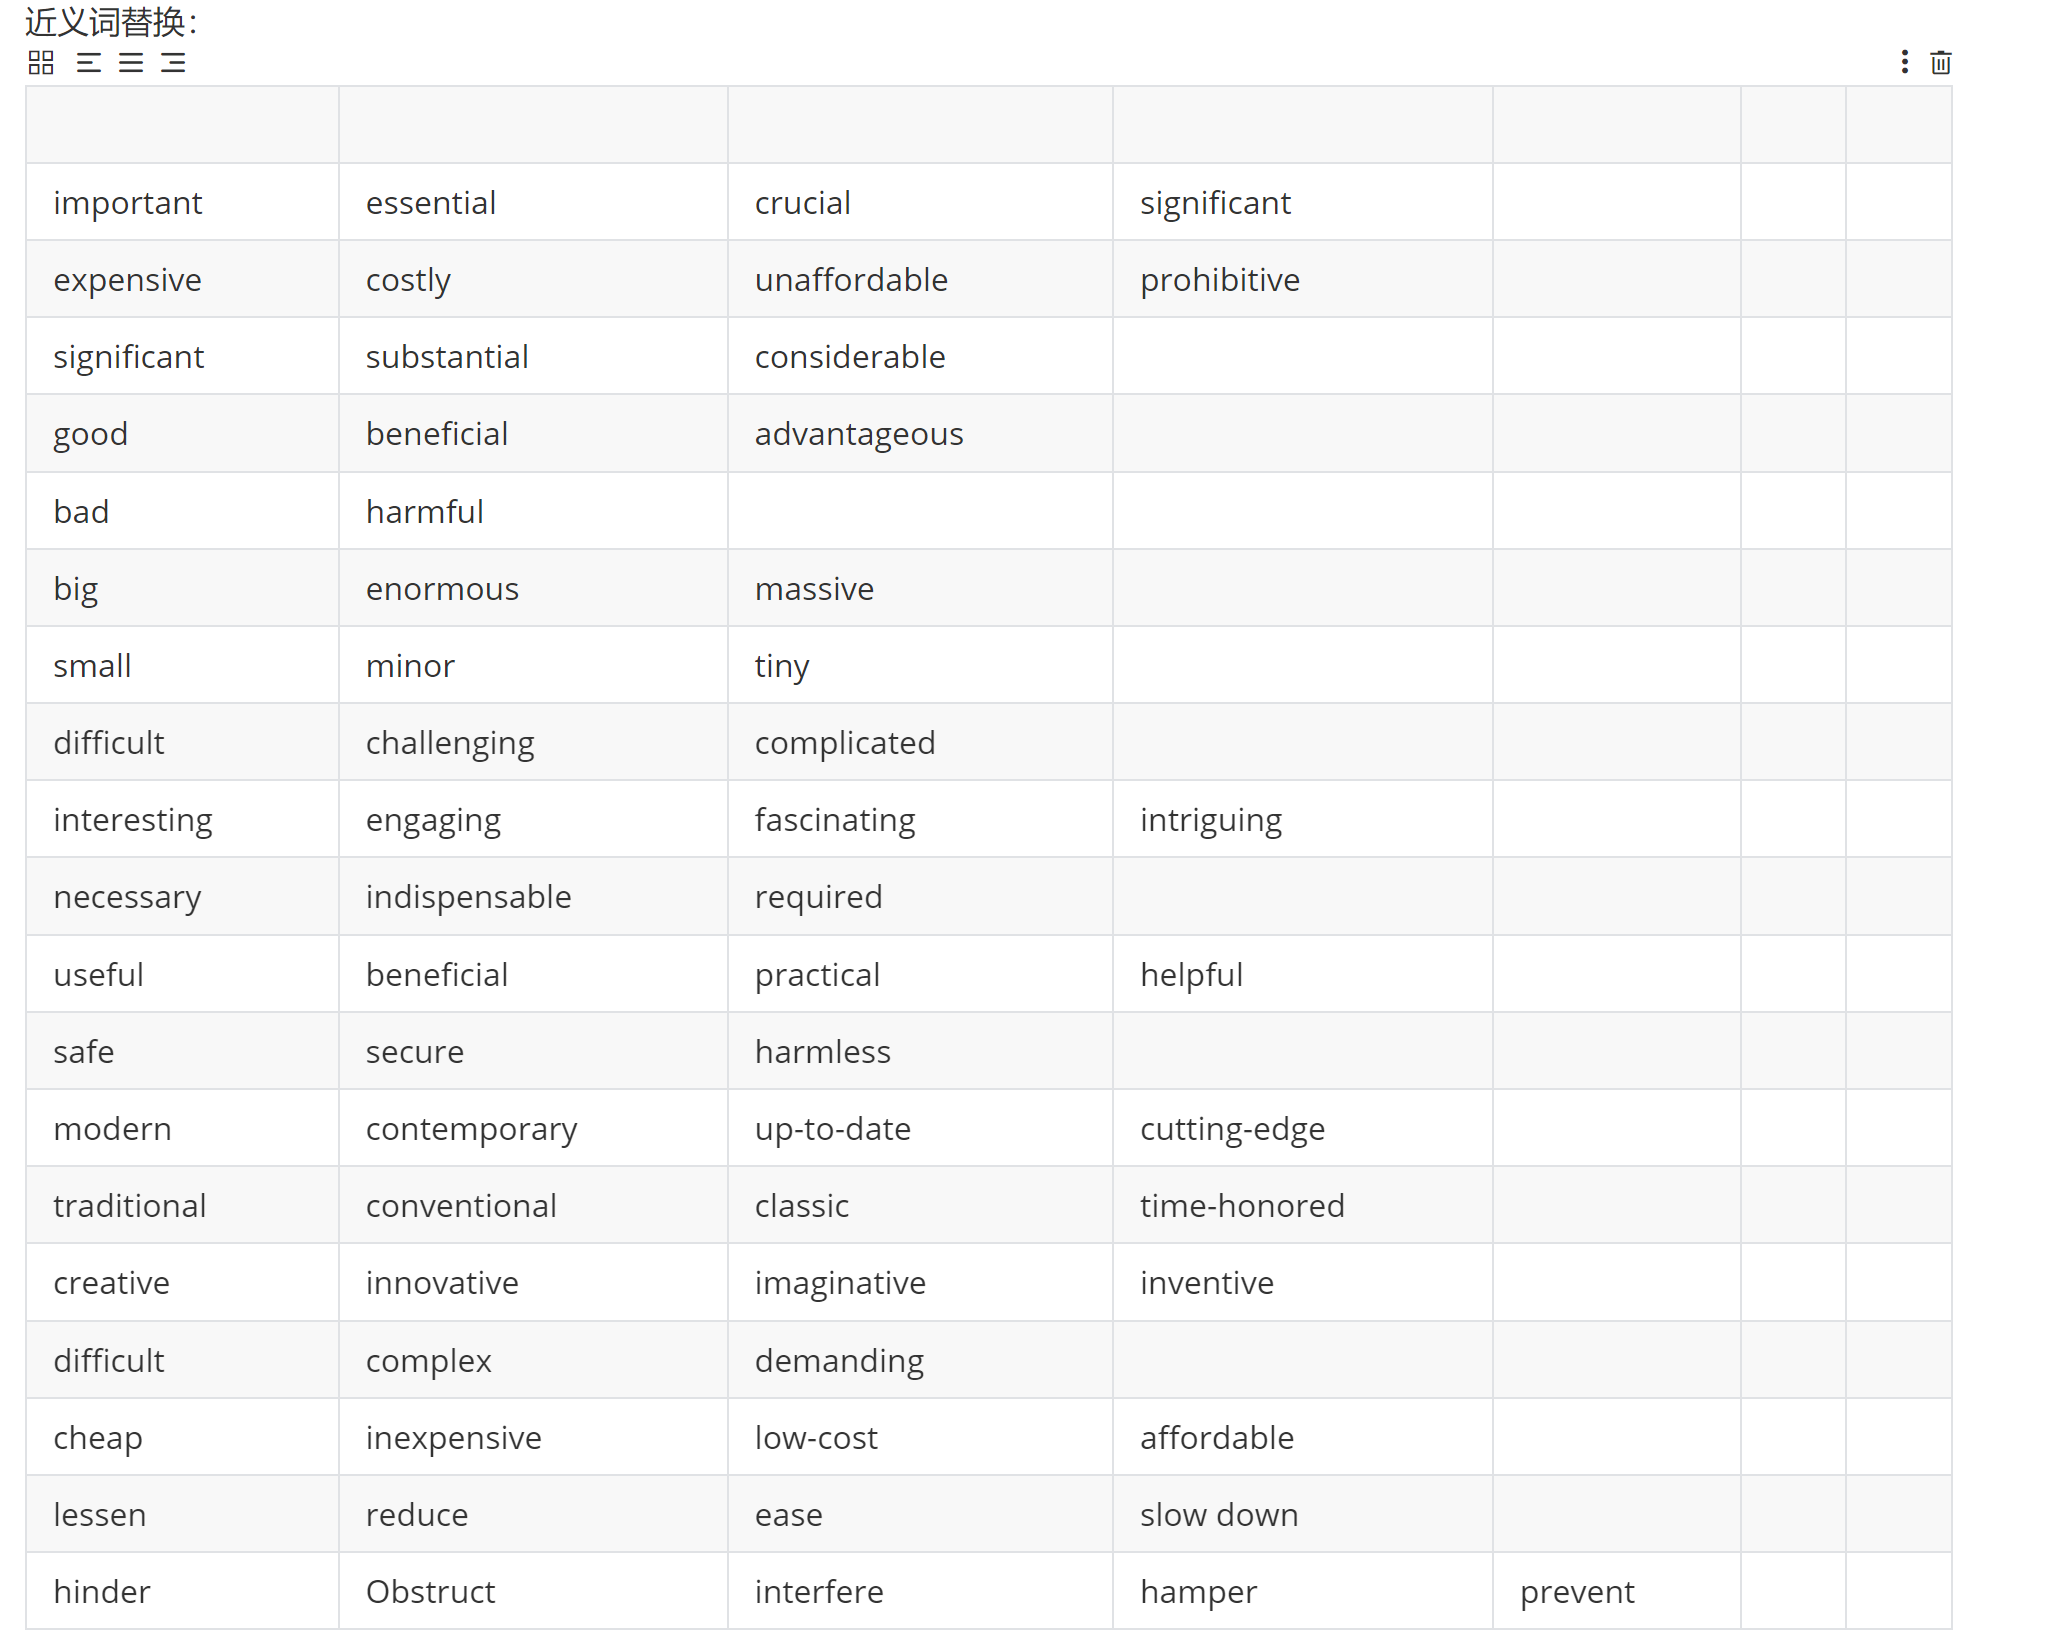 近义词替换：
important essential crucial significant
expensive costly unaffordable prohibitive
significant substantial considerable
good beneficial advantageous
bad harmful
big enormous massive
small minor tiny
difficult challenging complicated
interesting engaging fascinating intriguing
necessary indispensable required
useful beneficial practical helpful
safe secure harmless
modern contemporary up-to-date cutting-edge
traditional conventional classic time-honored
creative innovative imaginative inventive
difficult complex demanding
cheap inexpensive low-cost affordable
lessen reduce ease slow down
hinder Obstruct interfere hamper prevent